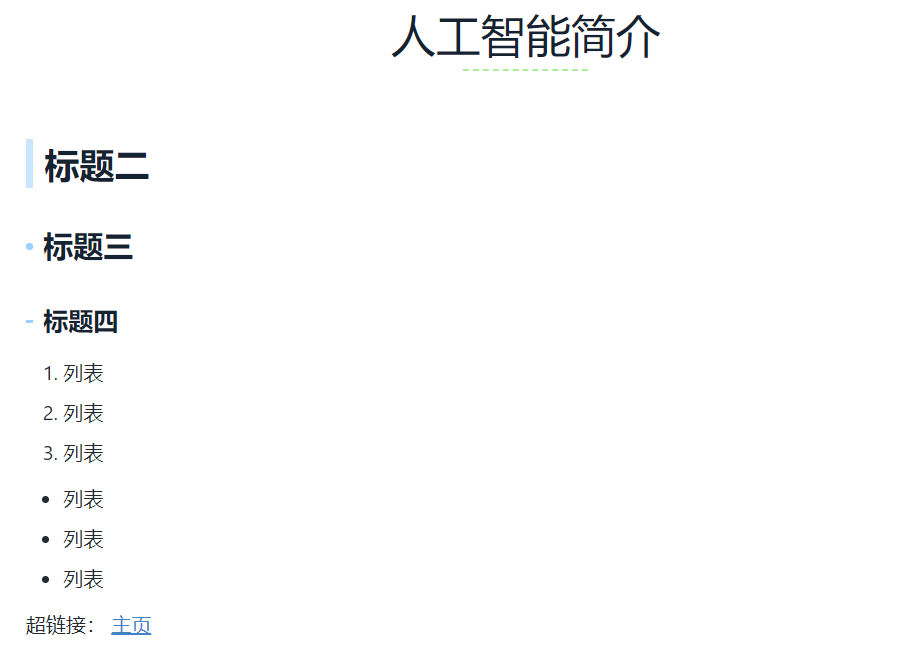 人工智能简介
标题二
标题三
标题四
1. 列表
2. 列表
3. 列表
• 列表
• 列表
• 列表
超链接： 主页